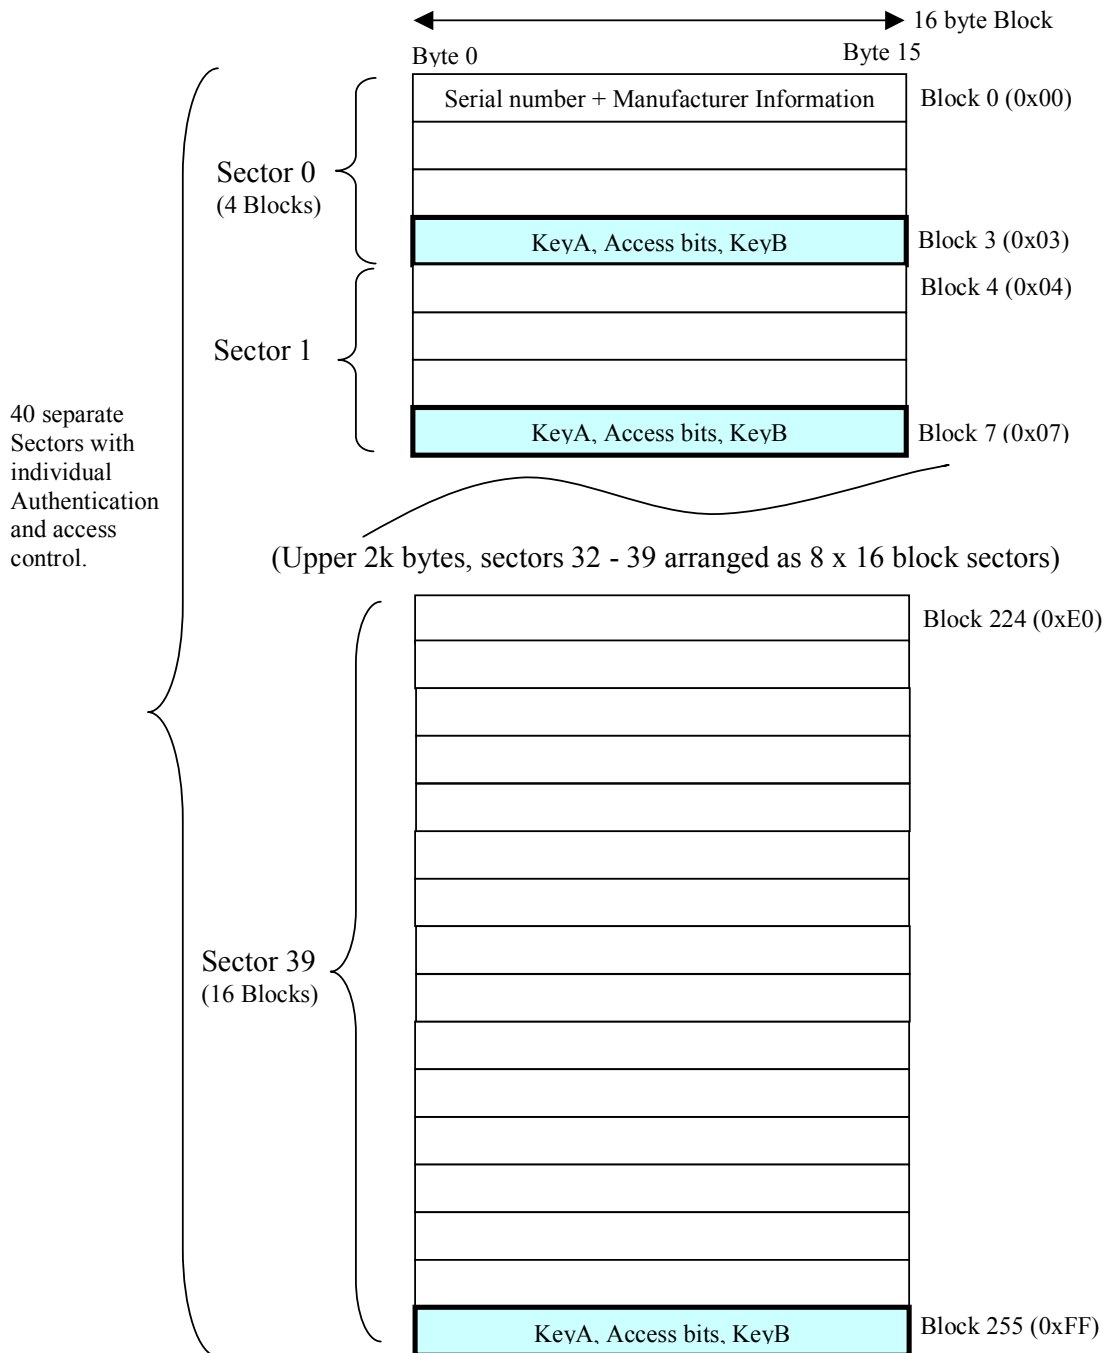 16 byte Block
Byte 0
Byte 15
Serial number + Manufacturer Information
Block 0 (0x00)
Sector 0
(4 Blocks)
KeyA, Access bits, KeyB
Block 3 (0x03)
Block 4 (0x04)
Sector 1
KeyA, Access bits, KeyB
Block 7 (0x07)
40 separate
Sectors with
individual
Authentication
and access
control.
(Upper 2k bytes, sectors 32 - 39 arranged as 8 x 16 block sectors)
Block 224 (0xE0)
Sector 39
(16 Blocks)
KeyA, Access bits, KeyB
Block 255 (0xFF)